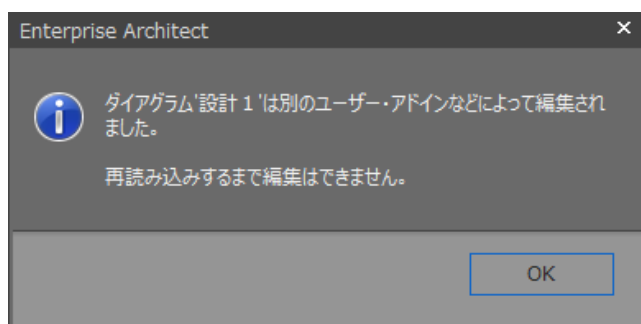 Enterprise Architect
ダイアグラム'設計１'は別のユーザー・アドインなどによって編集され
ました。
再読み込みするまで編集はできません。
OK